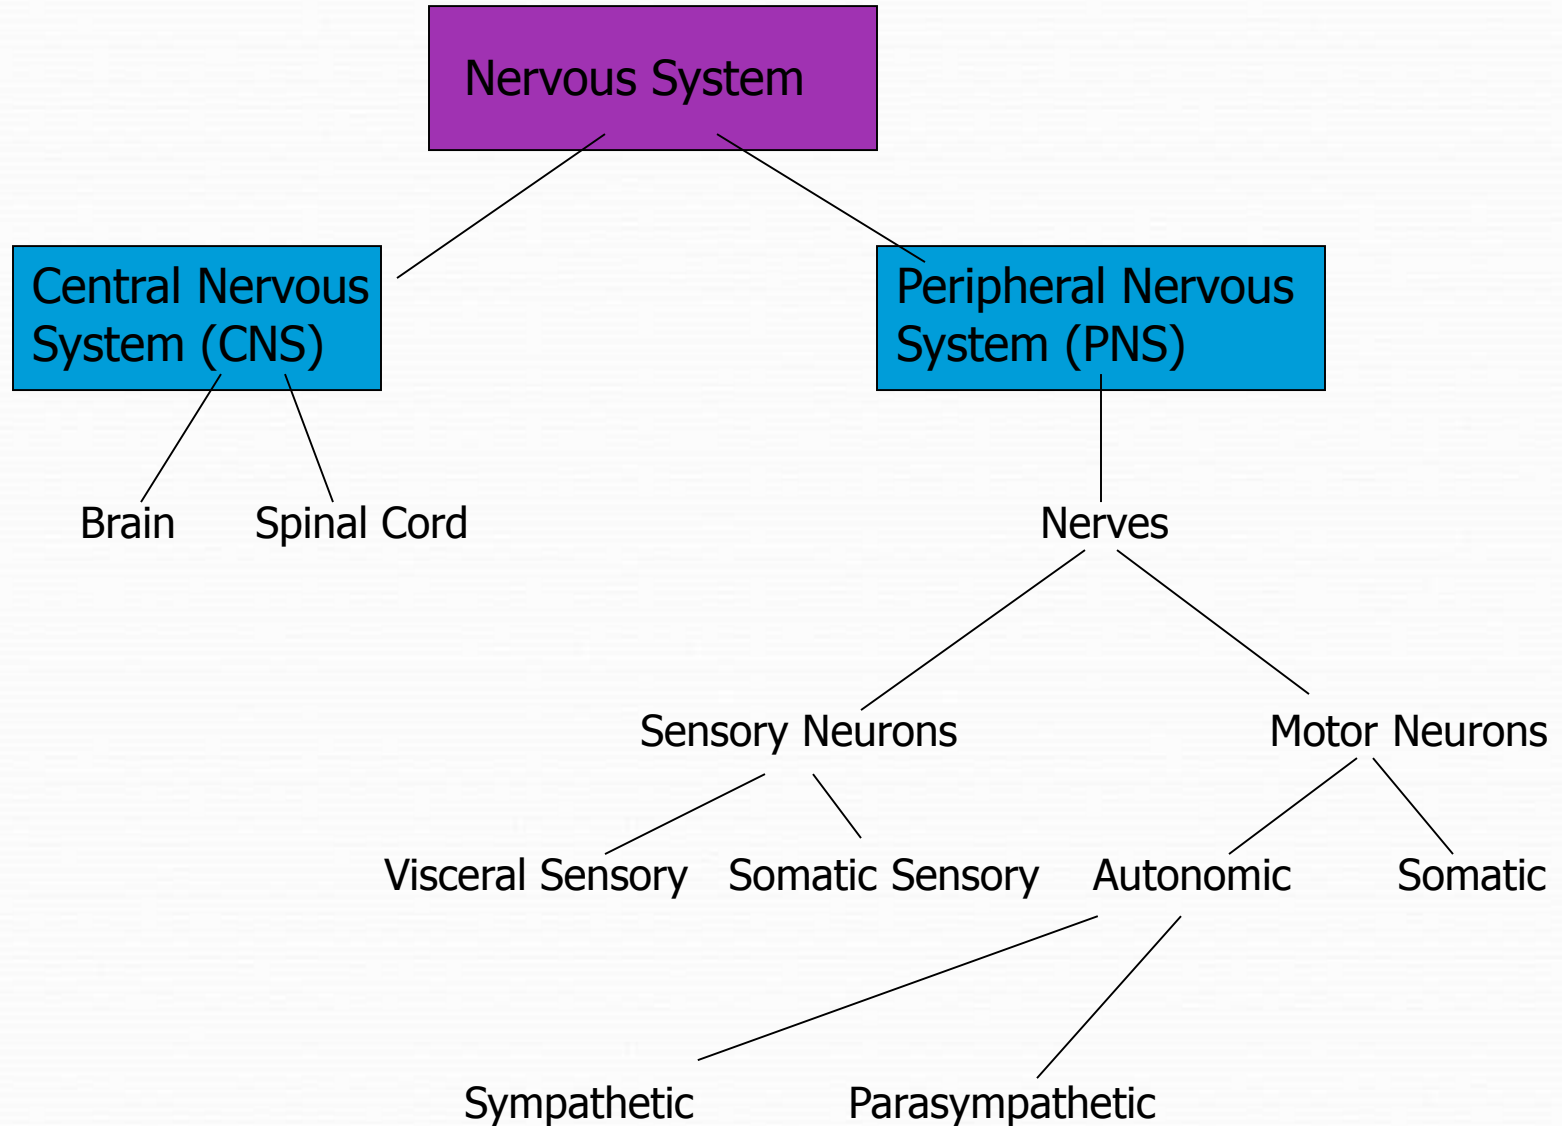 Nervous System
Central Nervous
System (CNS)
Peripheral Nervous
System (PNS)
Brain
Spinal Cord
Nerves
Sensory Neurons
Motor Neurons
Visceral Sensory
Somatic Sensory
Autonomic
Somatic
Sympathetic
Parasympathetic